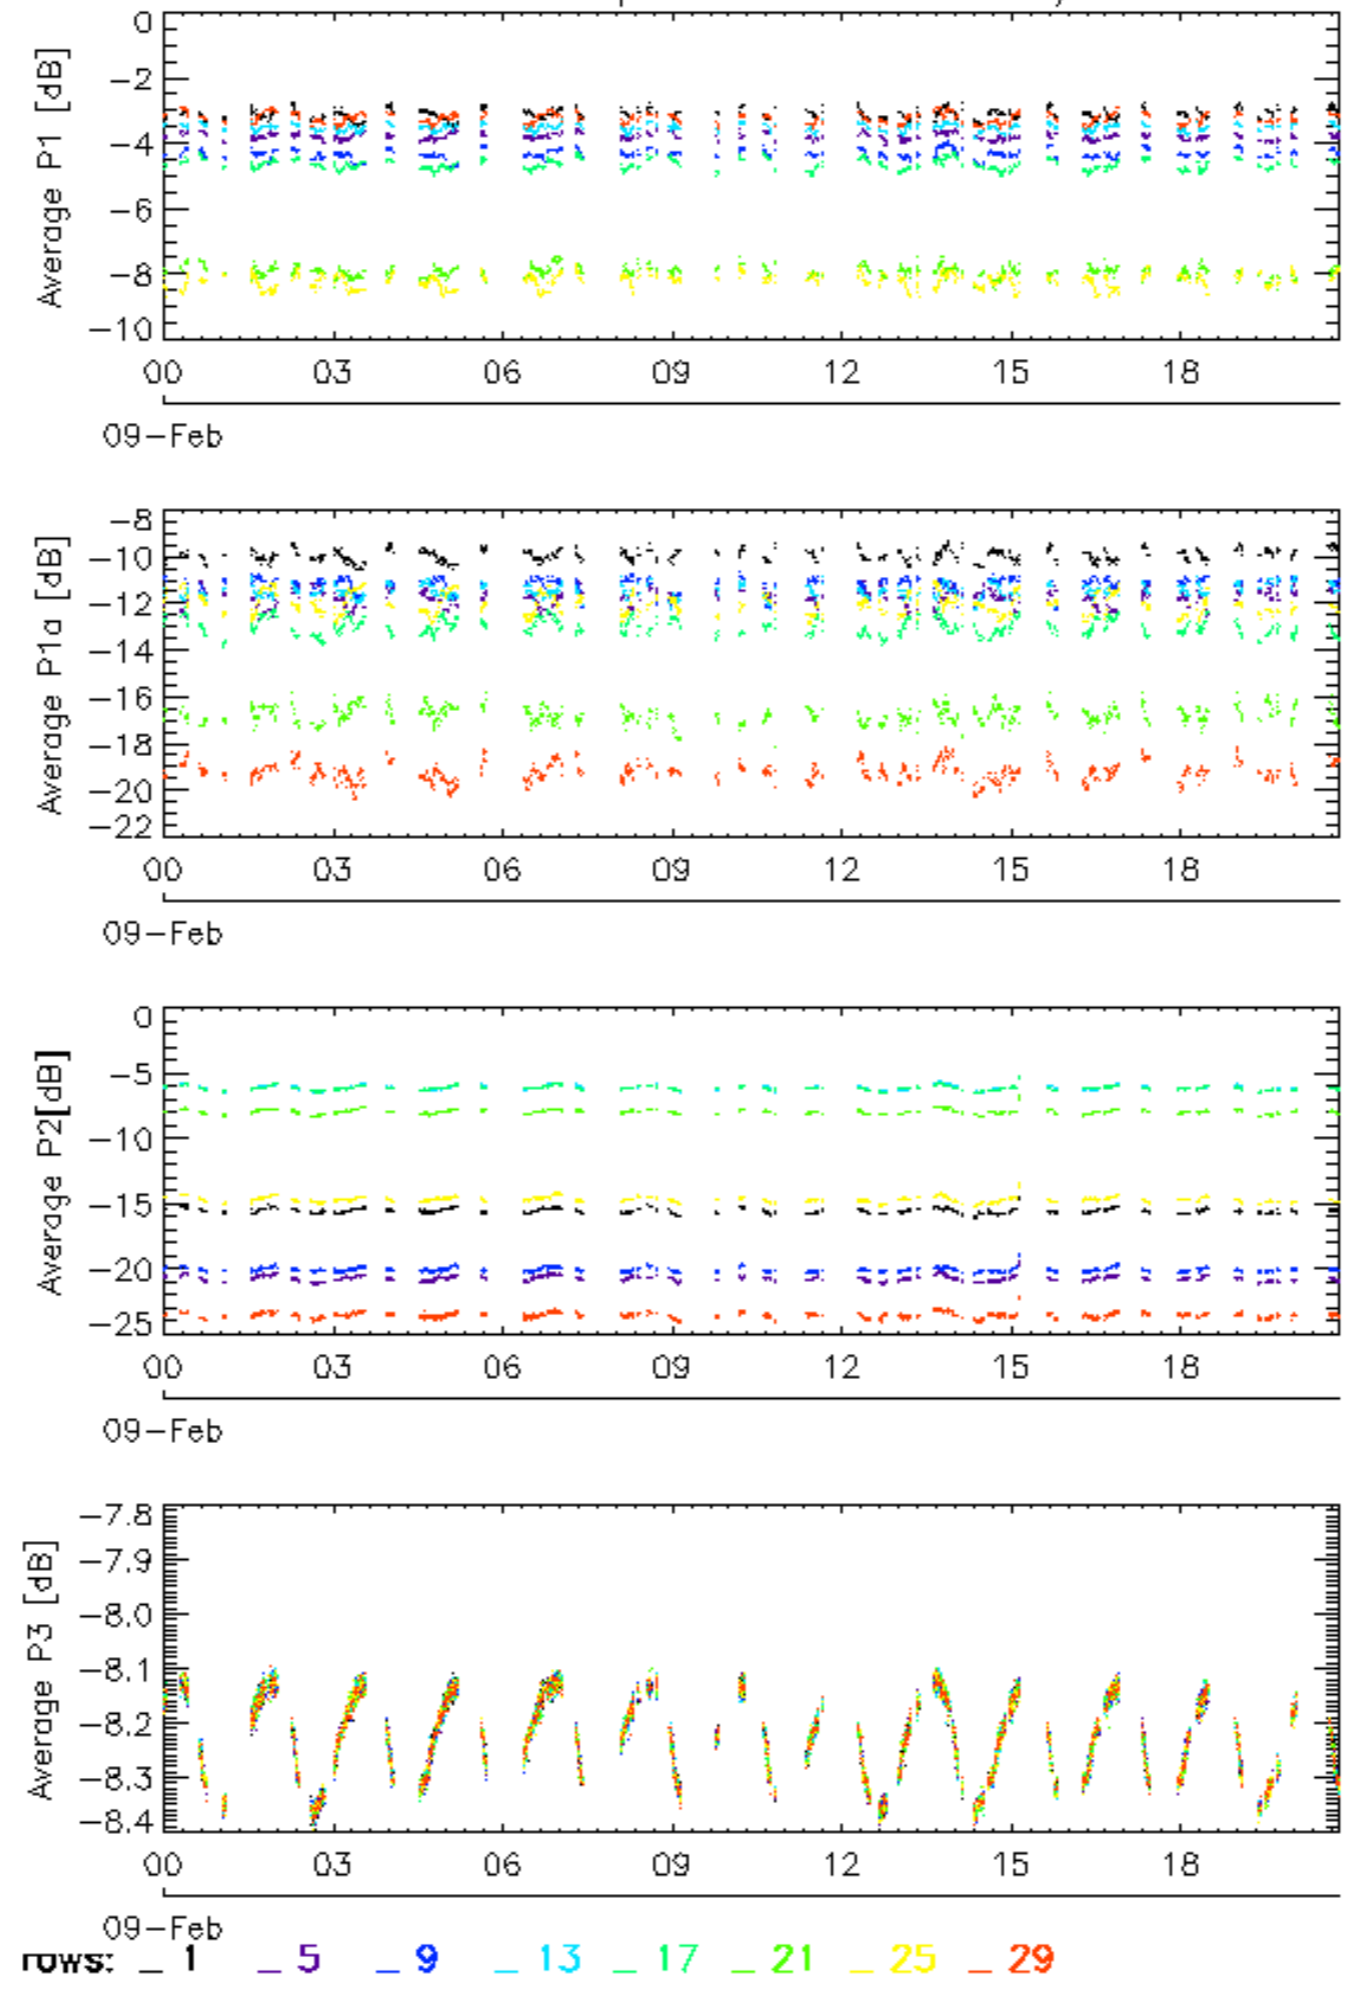 0
−2
−4
−6
−8
−10
Average P1 [dB]
00 03 06 09 12 15 18
09−Feb
−8
−10
−12
−14
−16
−18
−20
−22
Average P1a [dB]
00 03 06 09 12 15 18
09−Feb
0
−5
−10
−15
−20
−25
Average P2[dB]
00 03 06 09 12 15 18
09−Feb
−7.8
−7.9
−8.0
−8.1
−8.2
−8.3
−8.4
Average P3 [dB]
00 03 06 09 12 15 18
09−Feb
rows: _ 1 _ 5 _ 9 _ 13 _ 17 _ 21 _ 25 _ 29